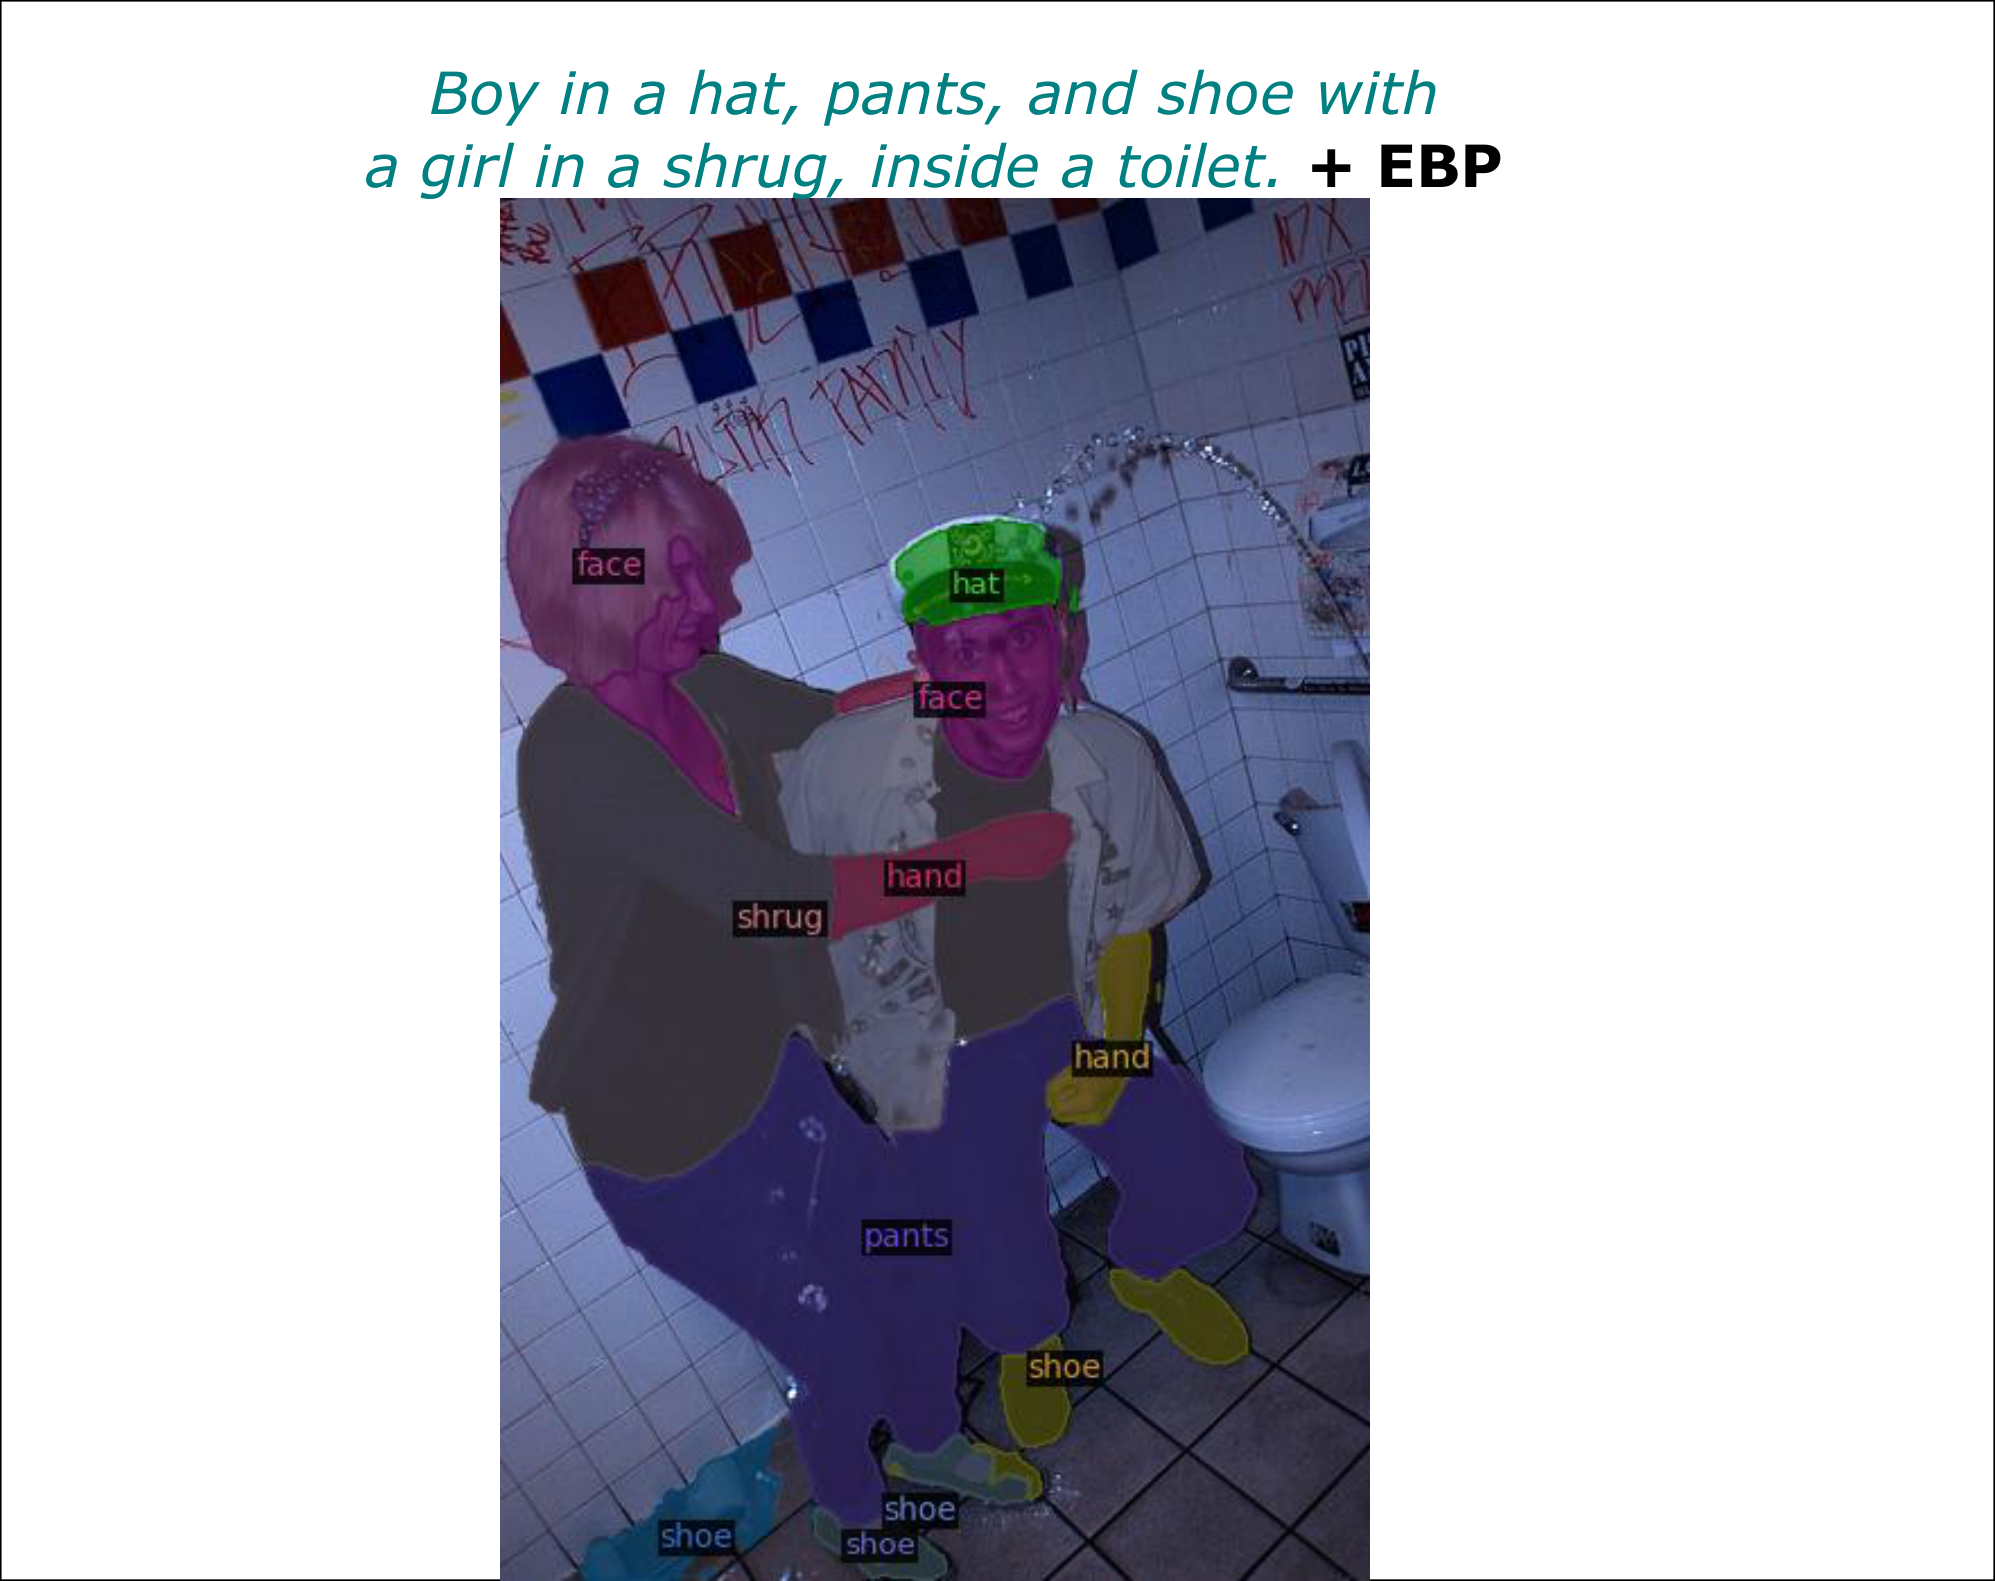 Boy in a hat, pants, and shoe with
a girl in a shrug, inside a toilet. + EBP
FAMILY
face
hat
face
hand
shrug
hand
pants
shoe
shoe
shoe
shoe